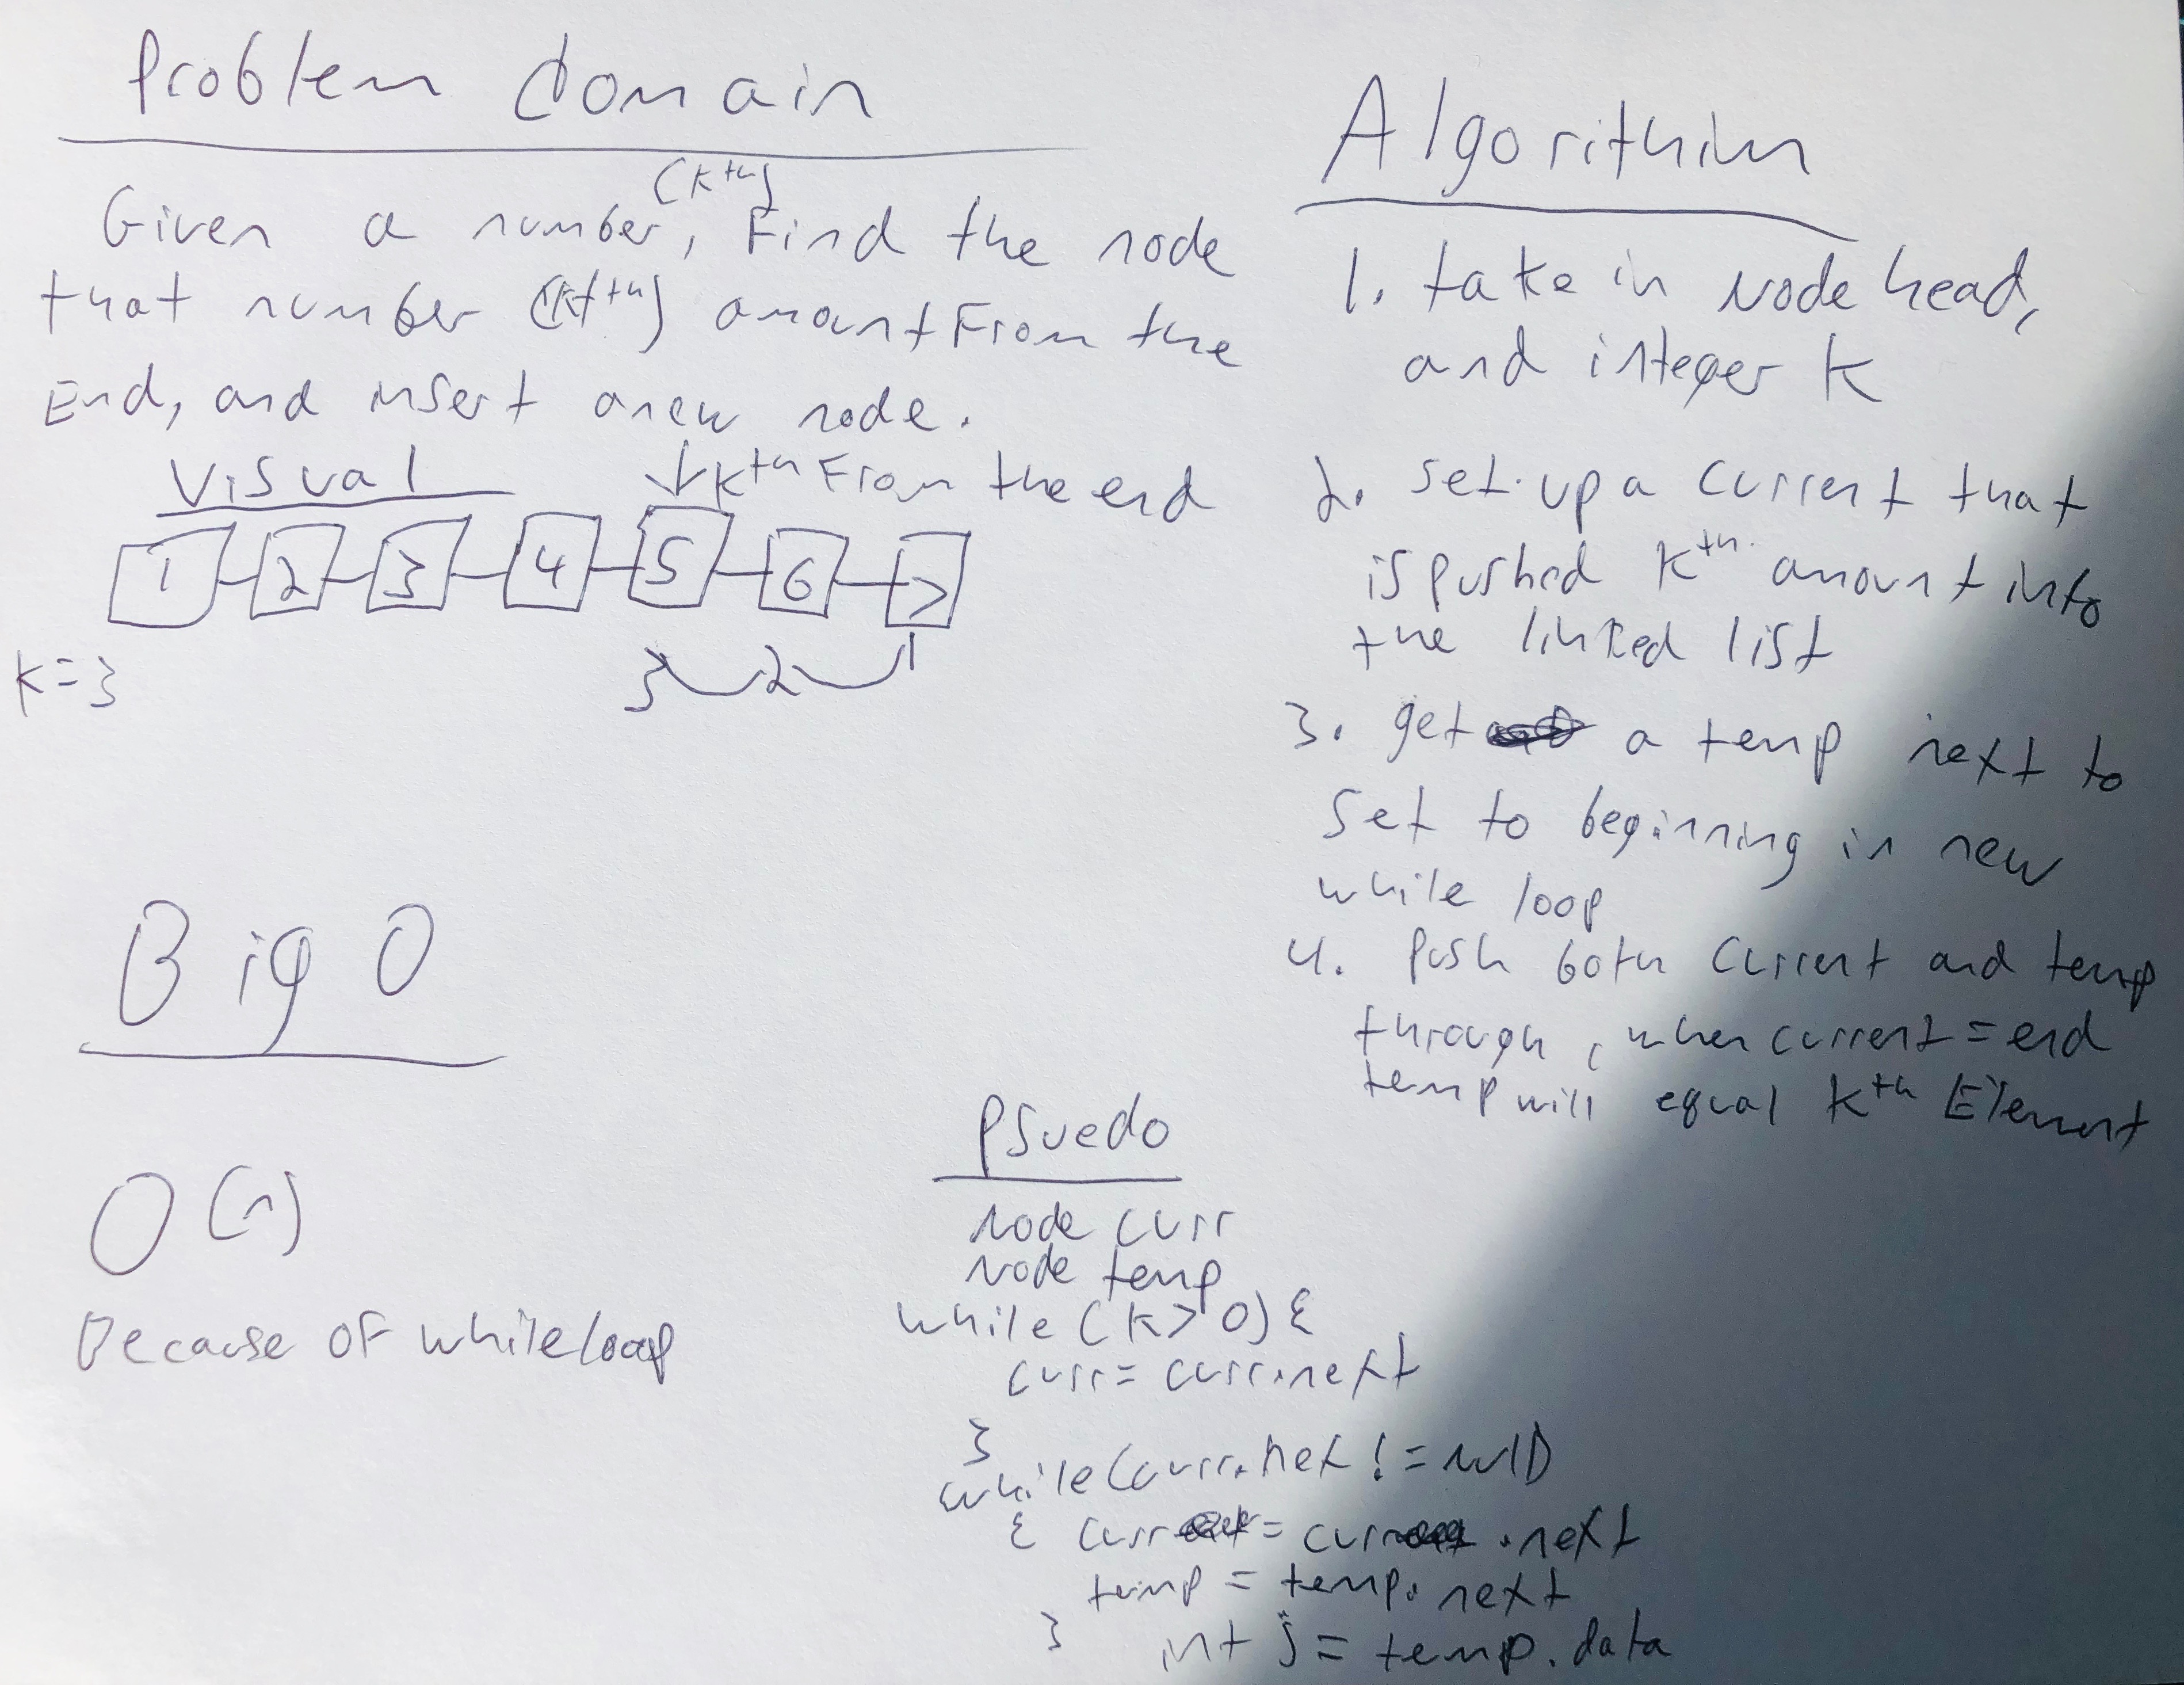 Problem domain
(Kth)
Given a number, Find the node
that number (Kth) amount From the
End, and insert a new node.
Visual
Kth From the end
1 2 3 4 5 6 7
K=3
3 2 1
Big O
O(n)
Because of while loop
Algorithim
1. take in Node head,
and integer K
2. set up a current that
is pushed Kth amount into
the linked list
3. get a temp next to
set to beginning in new
while loop
4. Push both current and temp
through, when current = end
temp will equal Kth Element
Psuedo
Node curr
Node temp
while (K>0) {
curr = curr.next
}
while (curr.next != null)
{ curr = curr.next
temp = temp.next
} int j = temp.data